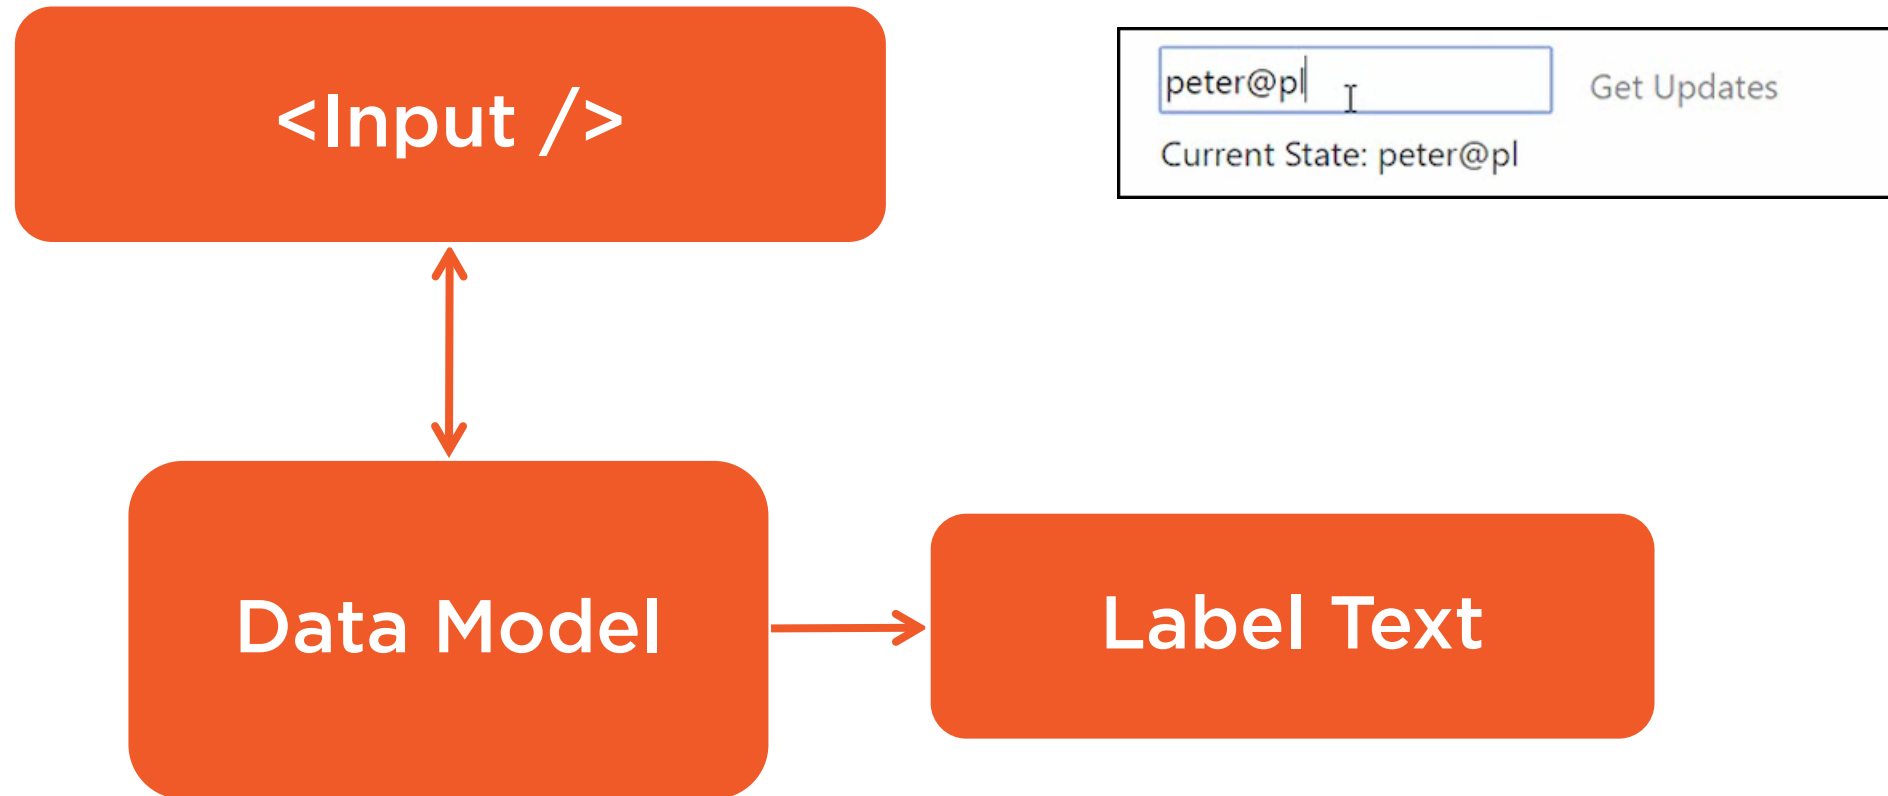 <Input />
peter@pl
Get Updates
Current State: peter@pl
Data Model
Label Text